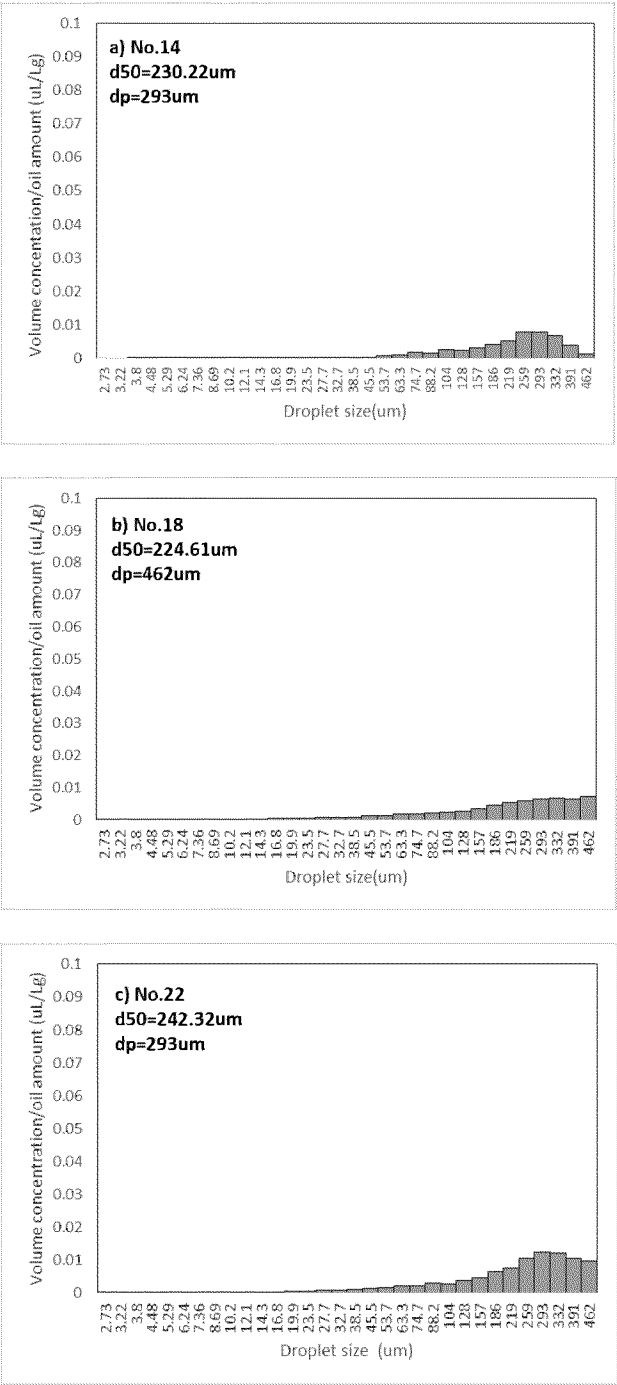 0.1
0.09
0.08
0.07
0.06
0.05
0.04
0.03
0.02
0.01
0
Volume concentation/oil amount (uL/Lg)
a) No.14
d50=230.22um
dp=293um
2.73 3.22 3.8 4.48 5.29 6.24 7.36 8.69 10.2 12.1 14.3 16.8 19.9 23.5 27.7 32.7 38.5 45.5 53.7 63.3 74.7 88.2 104 128 157 186 219 259 293 332 391 462
Droplet size(um)
0.1
0.09
0.08
0.07
0.06
0.05
0.04
0.03
0.02
0.01
0
Volume concentration/oil amount (uL/Lg)
b) No.18
d50=224.61um
dp=462um
2.73 3.22 3.8 4.48 5.29 6.24 7.36 8.69 10.2 12.1 14.3 16.8 19.9 23.5 27.7 32.7 38.5 45.5 53.7 63.3 74.7 88.2 104 128 157 186 219 259 293 332 391 462
Droplet size(um)
0.1
0.09
0.08
0.07
0.06
0.05
0.04
0.03
0.02
0.01
0
Volume concentration/oil amount (uL/Lg)
c) No.22
d50=242.32um
dp=293um
2.73 3.22 3.8 4.48 5.29 6.24 7.36 8.69 10.2 12.1 14.3 16.8 19.9 23.5 27.7 32.7 38.5 45.5 53.7 63.3 74.7 88.2 104 128 157 186 219 259 293 332 391 462
Droplet size (um)